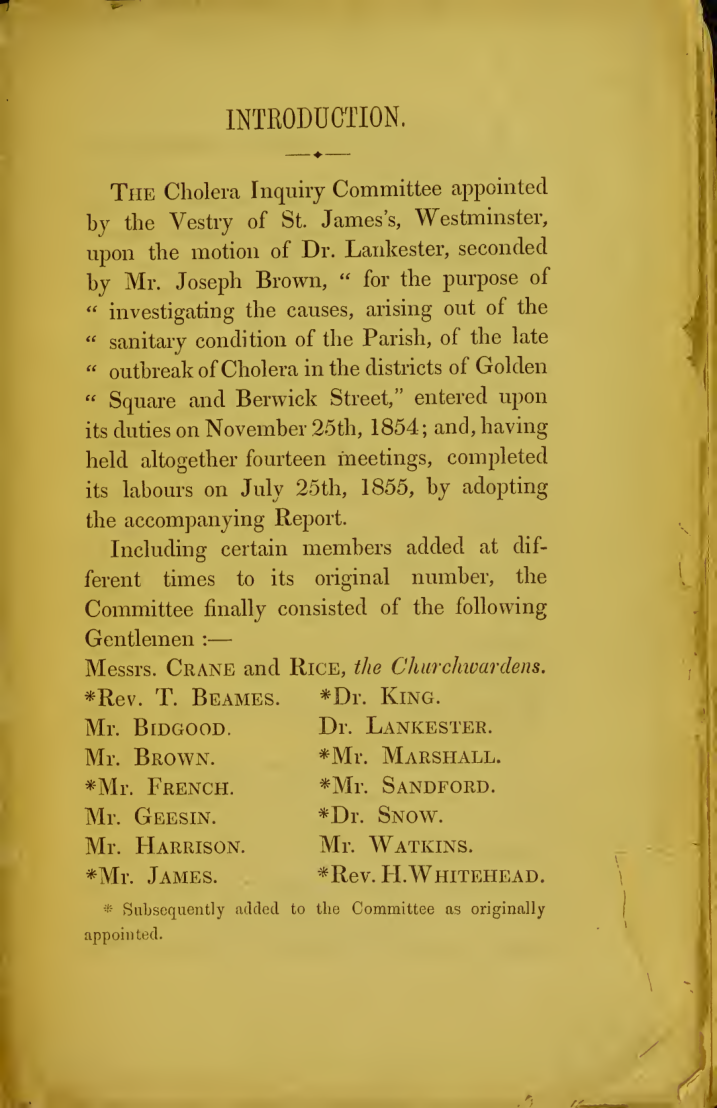 INTRODUCTION.
THE Cholera Inquiry Committee appointed
by the Vestry of St. James's, Westminster,
upon the motion of Dr. Lankester, seconded
by Mr. Joseph Brown, “ for the purpose of
“ investigating the causes, arising out of the
“ sanitary condition of the Parish, of the late
“ outbreak of Cholera in the districts of Golden
“ Square and Berwick Street,” entered upon
its duties on November 25th, 1854; and, having
held altogether fourteen meetings, completed
its labours on July 25th, 1855, by adopting
the accompanying Report.
Including certain members added at dif-
ferent times to its original number, the
Committee finally consisted of the following
Gentlemen :—
Messrs. CRANE and RICE, the Churchwardens.
*Rev. T. BEAMES. *Dr. KING.
Mr. BIDGOOD. Dr. LANKESTER.
Mr. BROWN. *Mr. MARSHALL.
*Mr. FRENCH. *Mr. SANDFORD.
Mr. GEESIN. *Dr. SNOW.
Mr. HARRISON. Mr. WATKINS.
*Mr. JAMES. *Rev. H. WHITEHEAD.
* Subsequently added to the Committee as originally
appointed.